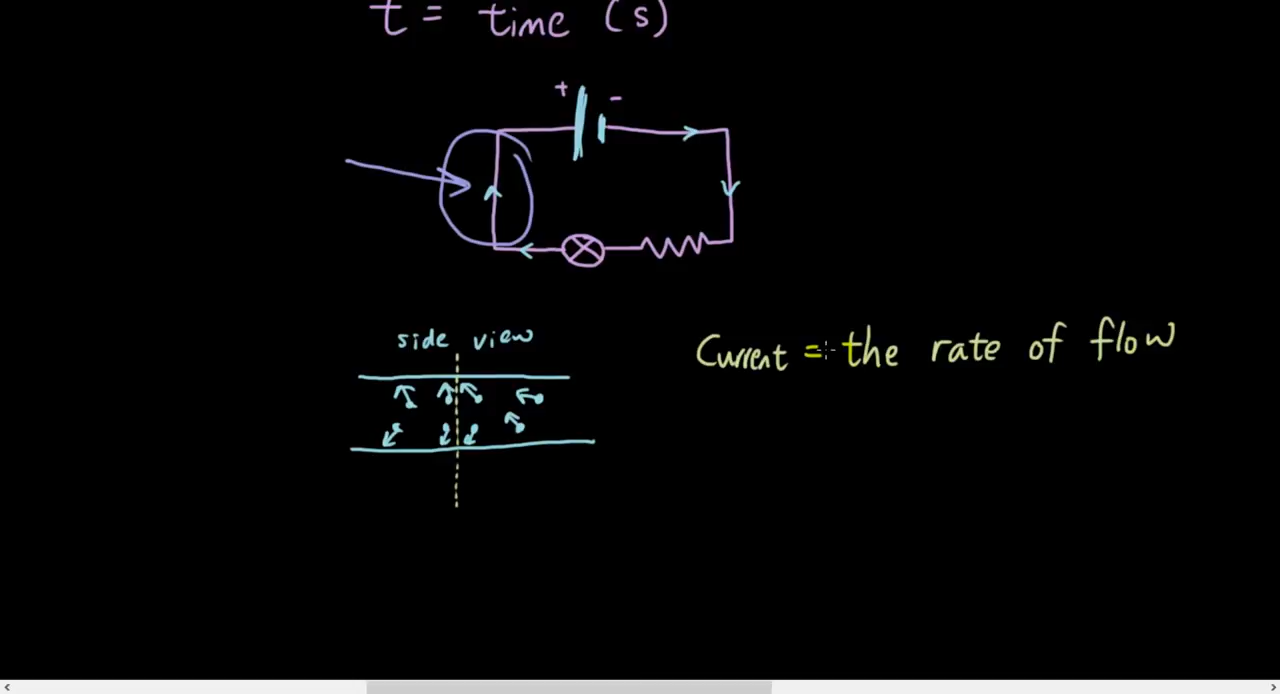 t = time (s)
+ -
side view
Current = the rate of flow